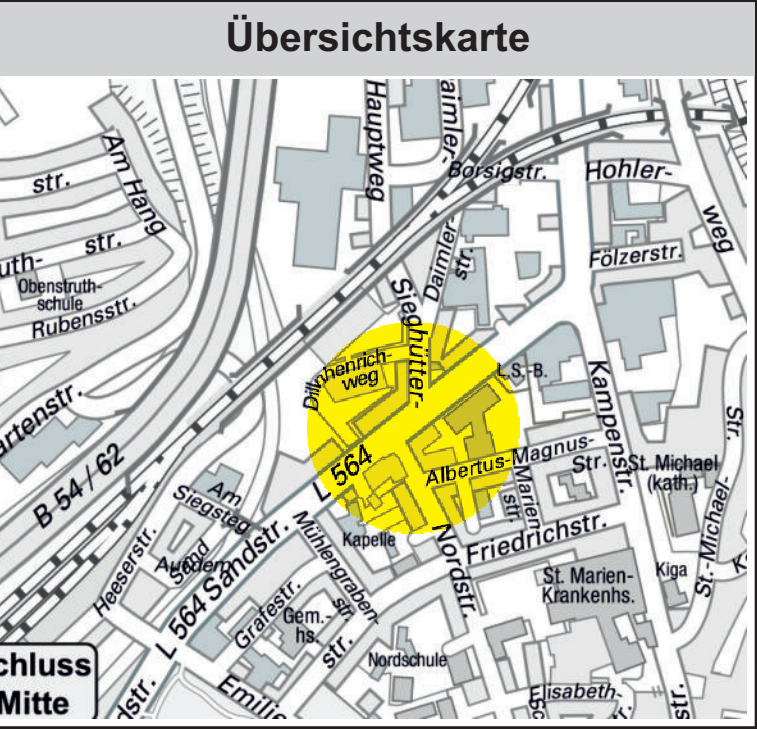 Übersichtskarte
Hauptweg
aimler-
Borsigstr.
Hohler-
weg
Am Hang
str.
str.
uth-
Obenstruth-
schule
Rubensstr.
Daimler-
str.
Fölzerstr.
Sieghütter-
Dillnhenrich-
weg
L.S.-B.
Kampenstr.
artenstr.
B 54 / 62
L 564
Albertus-Magnus-
Str.
St. Michael
(kath.)
Str.
St.-Michael-
Am
Siegsteg
Marien-
str.
Kapelle
Nordstr.
Friedrichstr.
Heeserstr.
Auf dem
Sand
L 564 Sandstr.
Mühlengraben-
str.
Grafestr.
Gem.-
hs.
str.
St. Marien-
Krankenhs.
Kiga
K
Nordschule
chluss
Mitte
dstr.
Emilie
Elisabeth-
str.